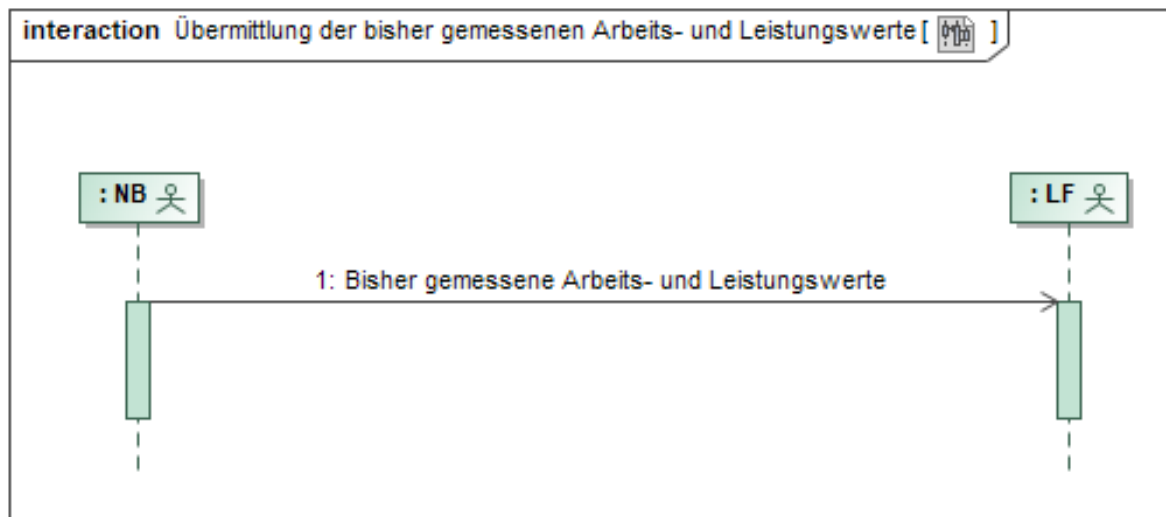 interaction Übermittlung der bisher gemessenen Arbeits- und Leistungswerte[ ]
: NB
: LF
1: Bisher gemessene Arbeits- und Leistungswerte